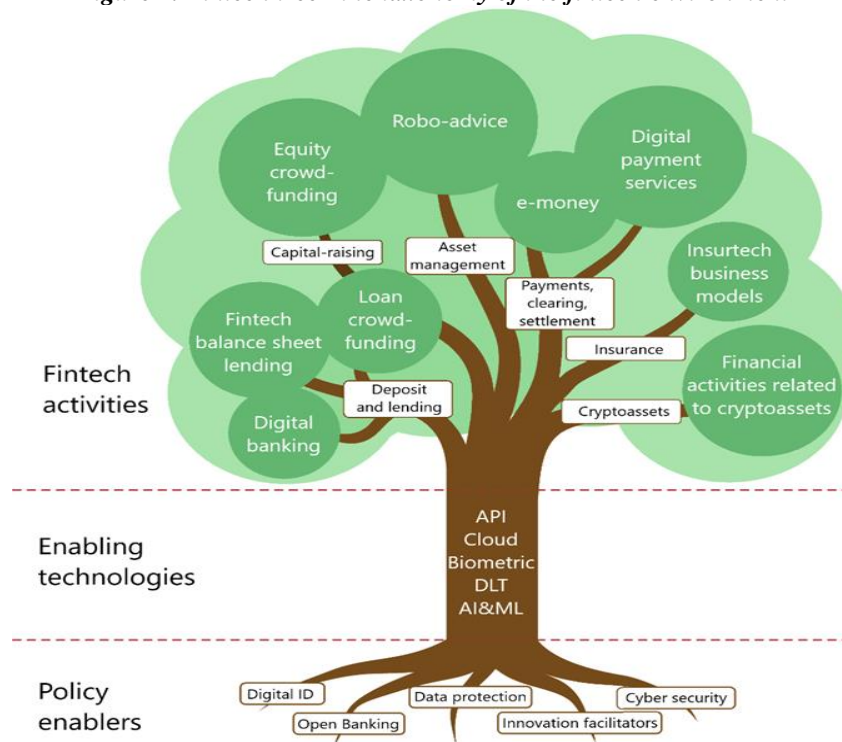 Robo-advice
Equity
crowd-
funding
Digital
payment
services
e-money
Capital-raising
Asset
management
Insurtech
business
models
Payments,
clearing,
settlement
Loan
crowd-
funding
Fintech
balance sheet
lending
Insurance
Financial
activities related
to cryptoassets
Fintech
activities
Deposit
and lending
Cryptoassets
Digital
banking
Enabling
technologies
API
Cloud
Biometric
DLT
AI&ML
Policy
enablers
Digital ID
Open Banking
Data protection
Innovation facilitators
Cyber security